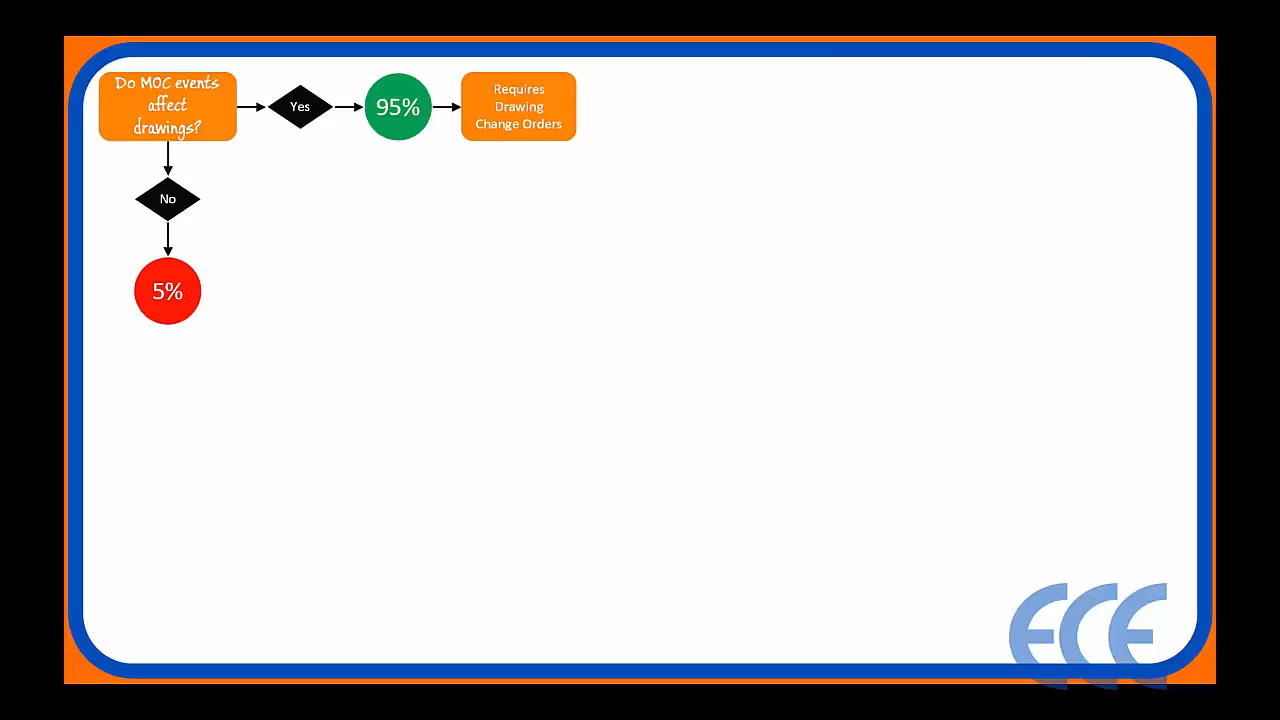 Do MOC events
affect
drawings?
Yes
95%
Requires
Drawing
Change Orders
No
5%
ECE